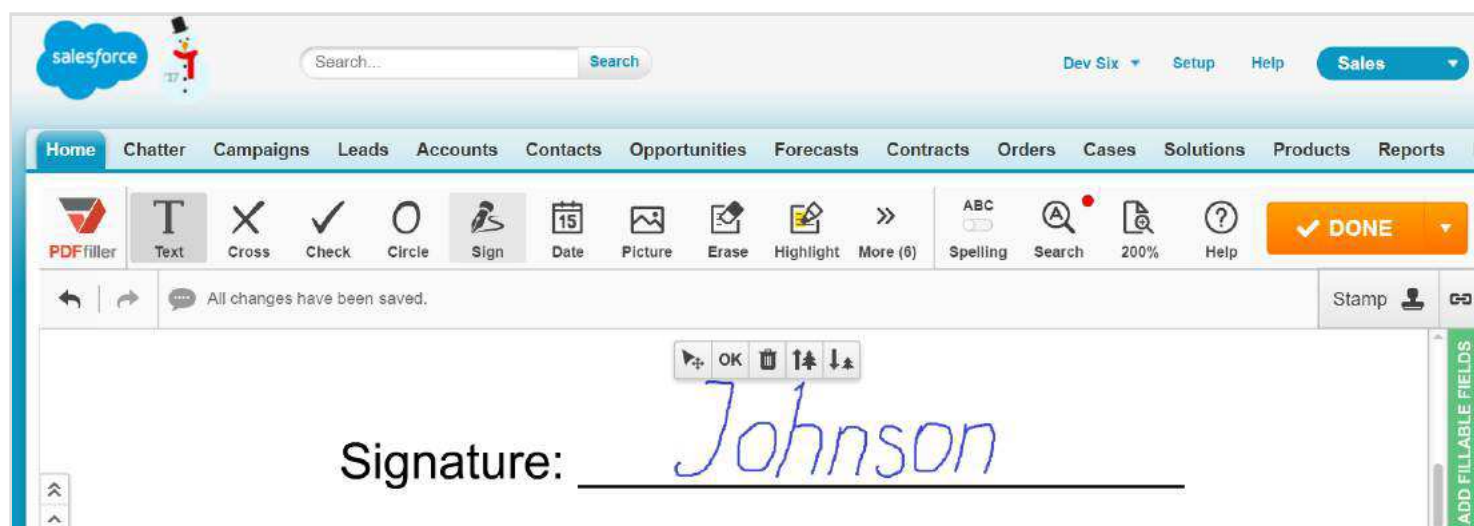 salesforce
'17
Search...
Search
Dev Six
Setup
Help
Sales
Home
Chatter
Campaigns
Leads
Accounts
Contacts
Opportunities
Forecasts
Contracts
Orders
Cases
Solutions
Products
Reports
PDFfiller
T
Text
Cross
Check
Circle
Sign
15
Date
Picture
Erase
Highlight
More (6)
ABC
Spelling
A
Search
200%
?
Help
DONE
All changes have been saved.
Stamp
OK
Signature: Johnson
ADD FILLABLE FIELDS